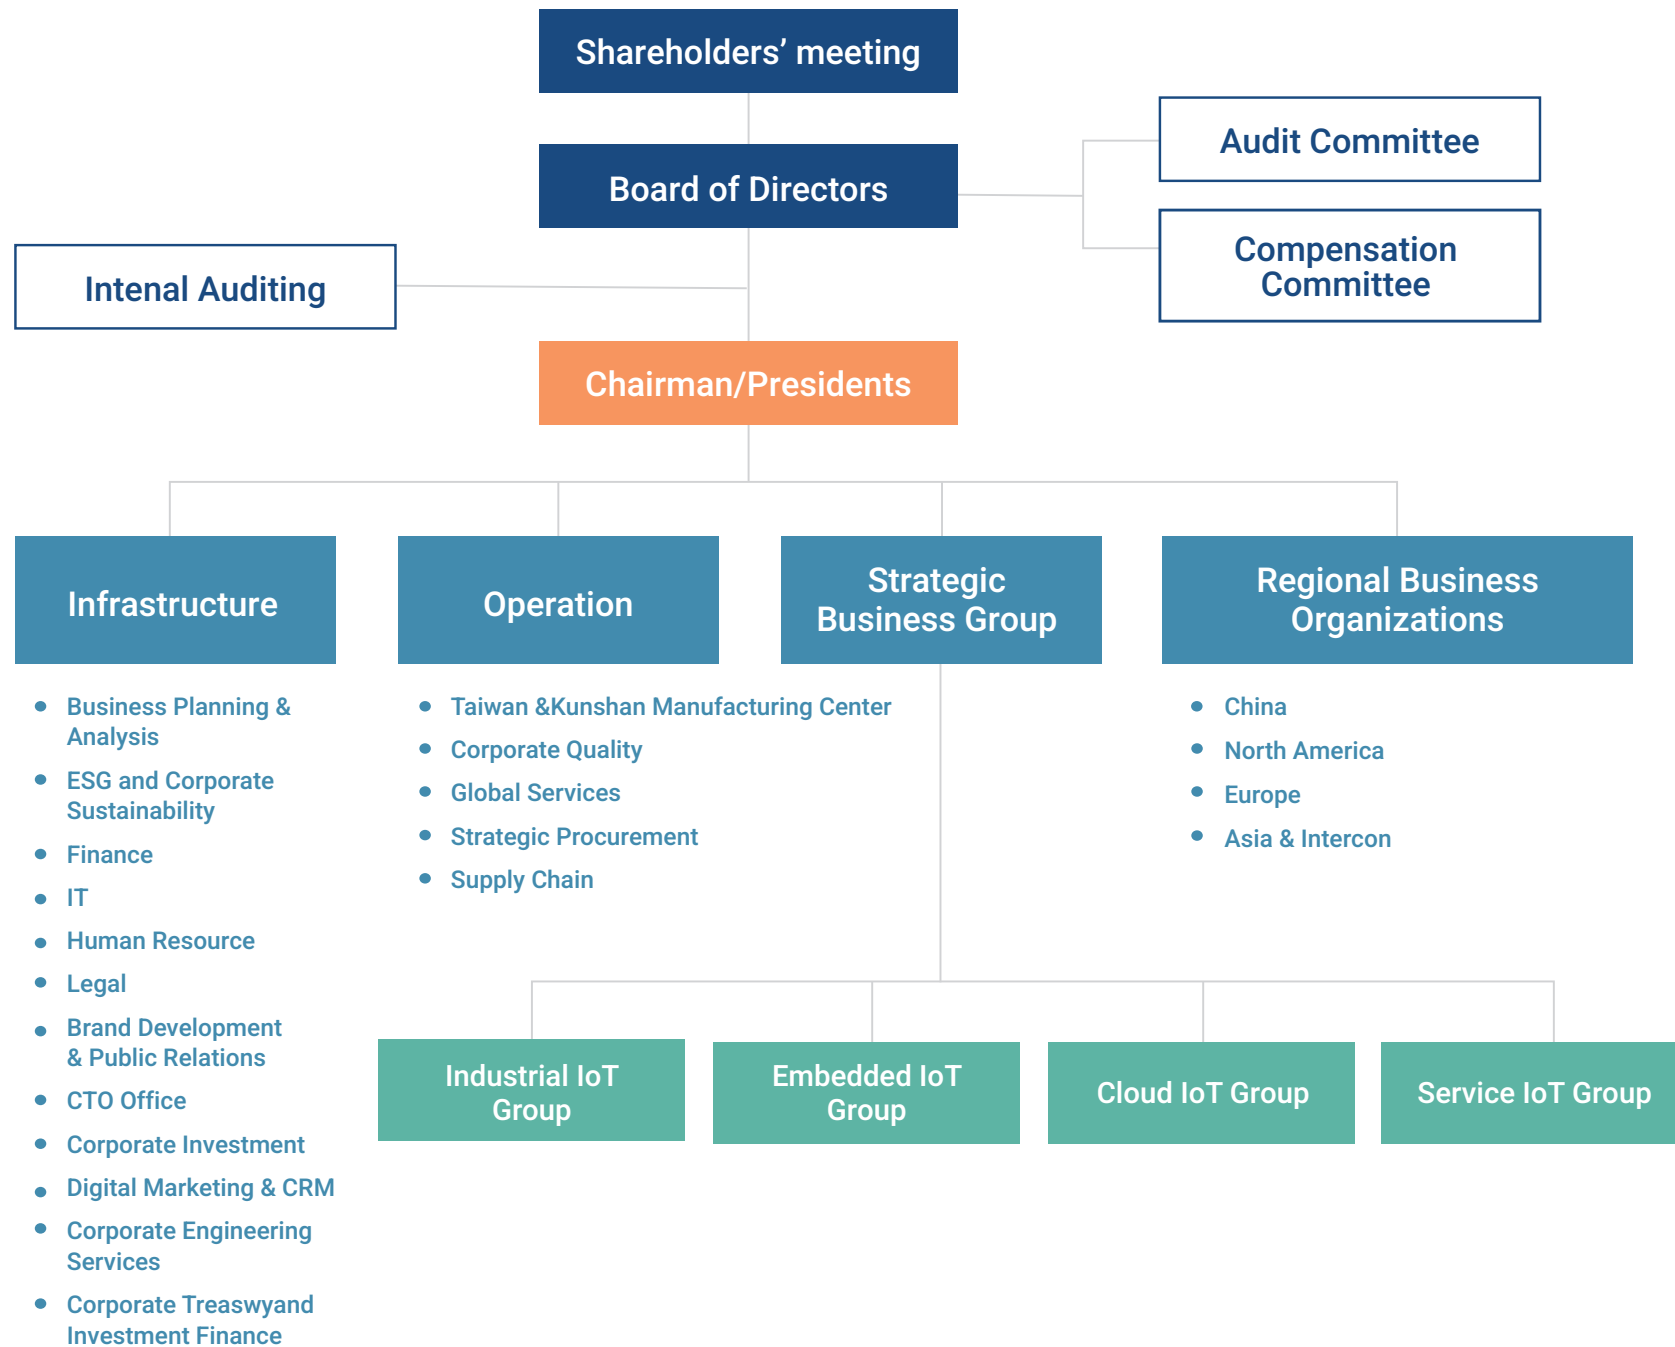 Shareholders’ meeting
Board of Directors
Audit Committee
Compensation
Committee
Intenal Auditing
Chairman/Presidents
Infrastructure
Business Planning &
Analysis
ESG and Corporate
Sustainability
Finance
IT
Human Resource
Legal
Brand Development
& Public Relations
CTO Office
Corporate Investment
Digital Marketing & CRM
Corporate Engineering
Services
Corporate Treaswyand
Investment Finance
Operation
Taiwan &Kunshan Manufacturing Center
Corporate Quality
Global Services
Strategic Procurement
Supply Chain
Strategic
Business Group
Regional Business
Organizations
China
North America
Europe
Asia & Intercon
Industrial IoT
Group
Embedded IoT
Group
Cloud IoT Group
Service IoT Group